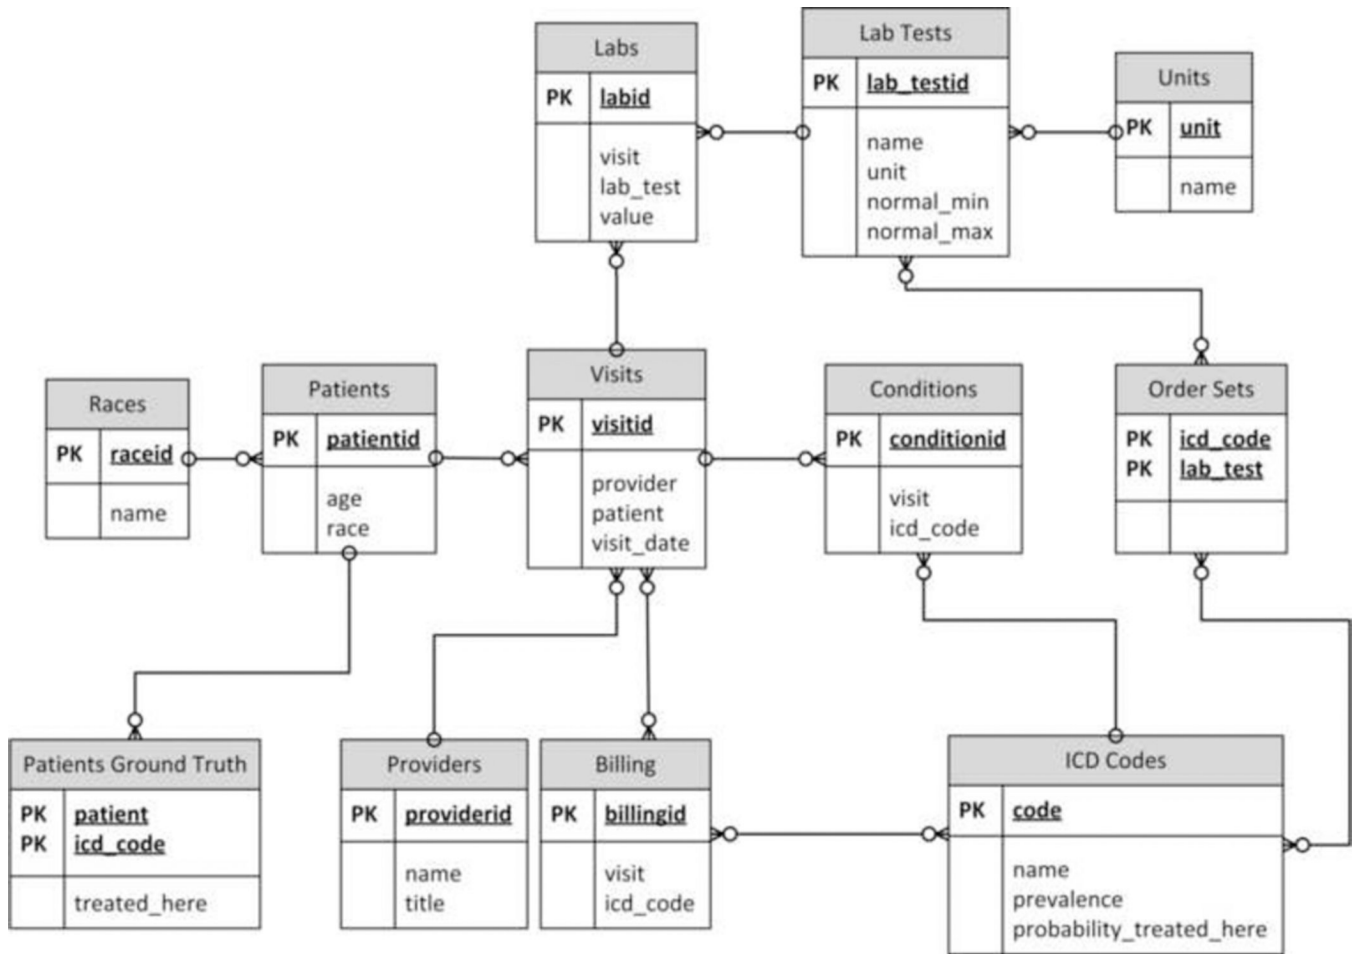 Labs
PK labid
visit
lab_test
value
Lab Tests
PK lab_testid
name
unit
normal_min
normal_max
Units
PK unit
name
Races
PK raceid
name
Patients
PK patientid
age
race
Visits
PK visitid
provider
patient
visit_date
Conditions
PK conditionid
visit
icd_code
Order Sets
PK icd_code
PK lab_test
Patients Ground Truth
PK patient
PK icd_code
treated_here
Providers
PK providerid
name
title
Billing
PK billingid
visit
icd_code
ICD Codes
PK code
name
prevalence
probability_treated_here